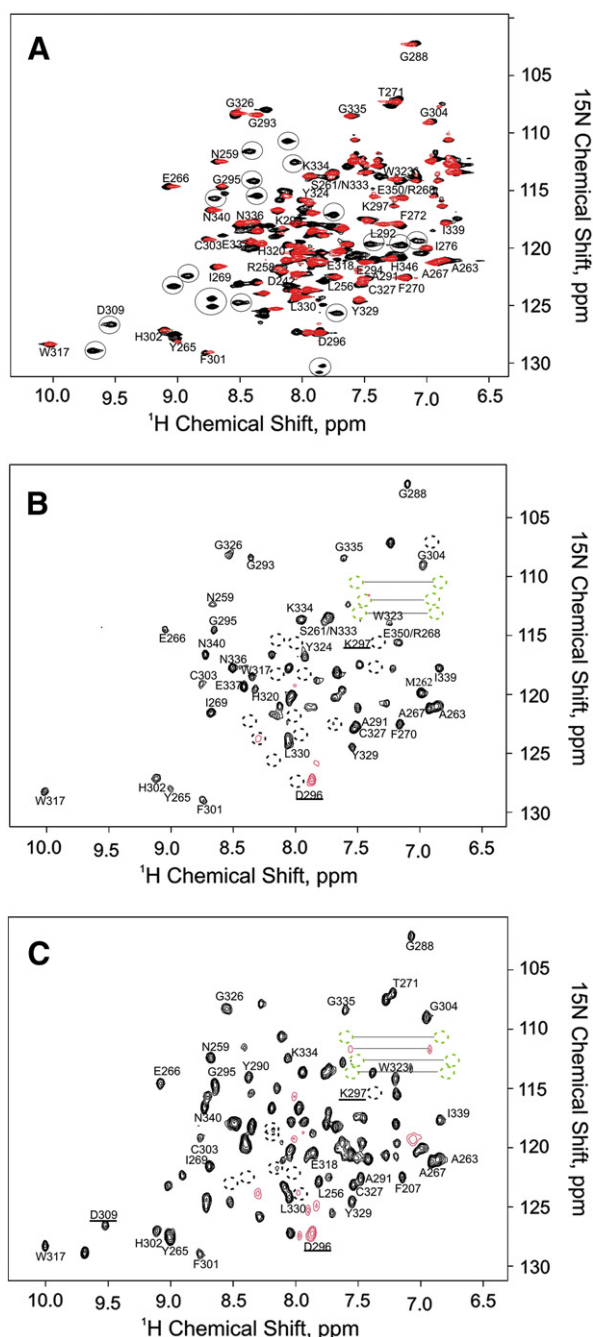 A
G288
105
T271
G326
G293
G335
G304
110
N259
K334
W323
S261/N333
E266
G295
Y324
E350/R268
115
N340
N336
K297
F272
I339
L292
C303
I276
H320
120
I269
R258
E318
E294
H346
A267
A263
D242
L256
A291
F270
C327
L330
Y329
125
D309
H302
D296
W317
Y265
F301
130
10.0 9.5 9.0 8.5 8.0 7.5 7.0 6.5
1H Chemical Shift, ppm
15N Chemical Shift, ppm
B
G288
105
G326
G293
G335
G304
110
N259
K334
W323
E266
G295
S261/N333
E350/R268
115
Y324
K297
N340
N336
W317
I339
C303
E337
H320
M262
120
I269
A267
A263
A291
F270
C327
L330
Y329
125
H302
D296
W317
Y265
F301
130
10.0 9.5 9.0 8.5 8.0 7.5 7.0
1H Chemical Shift, ppm
15N Chemical Shift, ppm
C
G288
105
T271
G326
G335
G304
110
N259
K334
Y290
W323
E266
G295
K297
115
N340
I339
C303
120
I269
E318
A263
A267
L256
A291
F207
C327
L330
Y329
125
D309
H302
Y265
D296
W317
F301
130
10.0 9.5 9.0 8.5 8.0 7.5 7.0
1H Chemical Shift, ppm
15N Chemical Shift, ppm